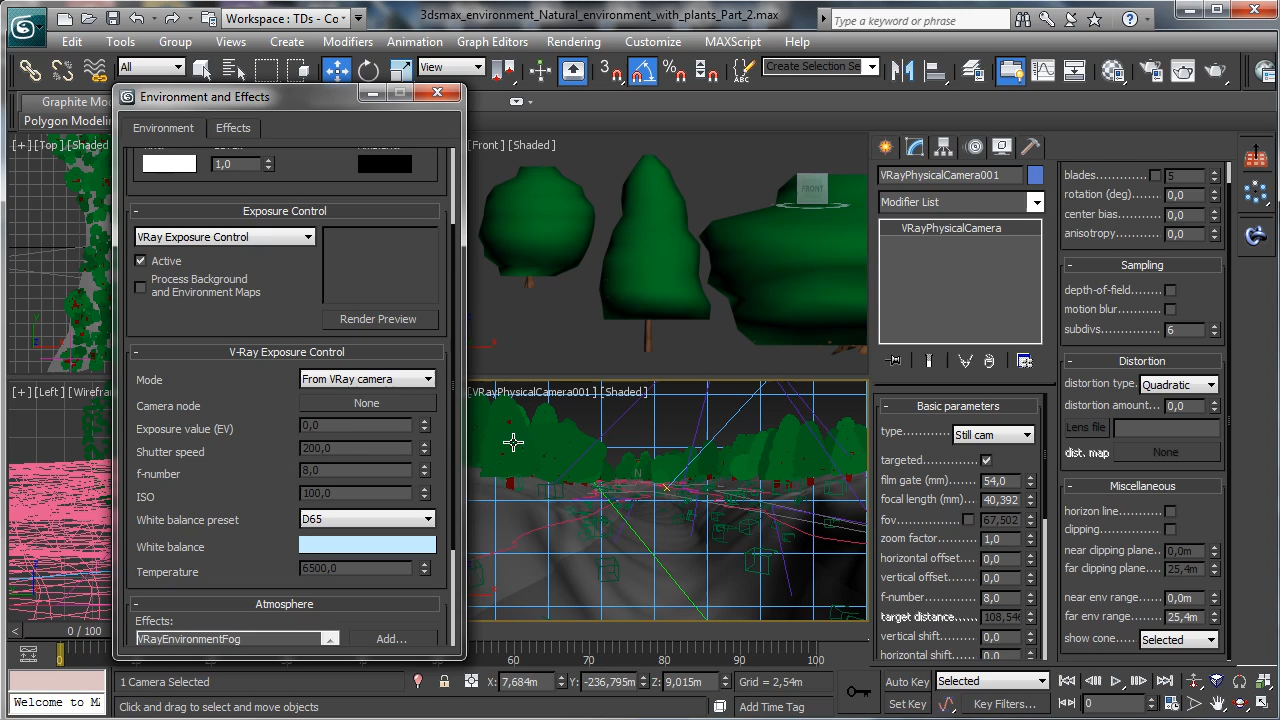 Workspace : TDs - Co
3dsmax_environment_Natural_environment_with_plants_Part_2.max
Type a keyword or phrase
Edit Tools Group Views Create Modifiers Animation Graph Editors Rendering Customize MAXScript Help
All
View
3
Create Selection Se
Graphite Mo
Polygon Modelin
Environment and Effects
Environment Effects
1,0
Exposure Control
VRay Exposure Control
Active
Process Background
and Environment Maps
Render Preview
V-Ray Exposure Control
Mode From VRay camera
Camera node None
Exposure value (EV) 0,0
Shutter speed 200,0
f-number 8,0
ISO 100,0
White balance preset D65
White balance
Temperature 6500,0
Atmosphere
Effects:
VRayEnvironmentFog Add...
[+] [Top] [Shaded
[Front] [Shaded]
FRONT
[+] [Left] [Wirefram
[VRayPhysicalCamera001] [Shaded]
N
VRayPhysicalCamera001
Modifier List
VRayPhysicalCamera
Basic parameters
type Still cam
targeted
film gate (mm) 54,0
focal length (mm) 40,392
fov 67,502
zoom factor 1,0
horizontal offset 0,0
vertical offset 0,0
f-number 8,0
target distance 108,546
vertical shift 0,0
horizontal shift 0,0
blades 5
rotation (deg) 0,0
center bias 0,0
anisotropy 0,0
Sampling
depth-of-field
motion blur
subdivs 6
Distortion
distortion type Quadratic
distortion amount 0,0
Lens file
dist. map None
Miscellaneous
horizon line
clipping
near clipping plane 0,0m
far clipping plane 25,4m
near env range 0,0m
far env range 25,4m
show cone Selected
0 / 100
0 60 70 80 90 100
Welcome to M
1 Camera Selected
X: 7,684m Y: -236,795m Z: 9,015m Grid = 2,54m
Click and drag to select and move objects
Add Time Tag
Auto Key Selected
Set Key Key Filters...
0